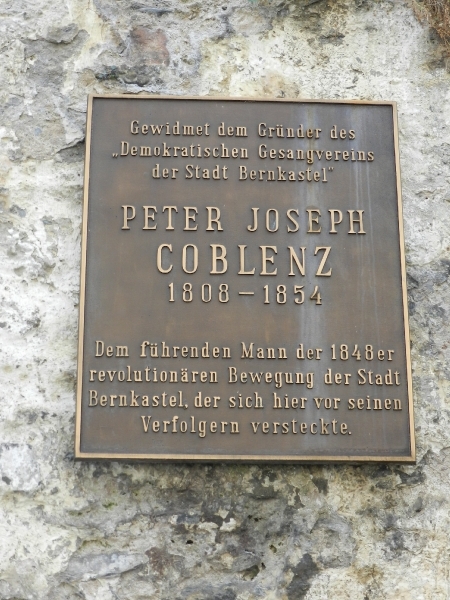 Gewidmet dem Gründer des
„Demokratischen Gesangvereins
der Stadt Bernkastel"
PETER JOSEPH
COBLENZ
1808 – 1854
Dem führenden Mann der 1848er
revolutionären Bewegung der Stadt
Bernkastel, der sich hier vor seinen
Verfolgern versteckte.